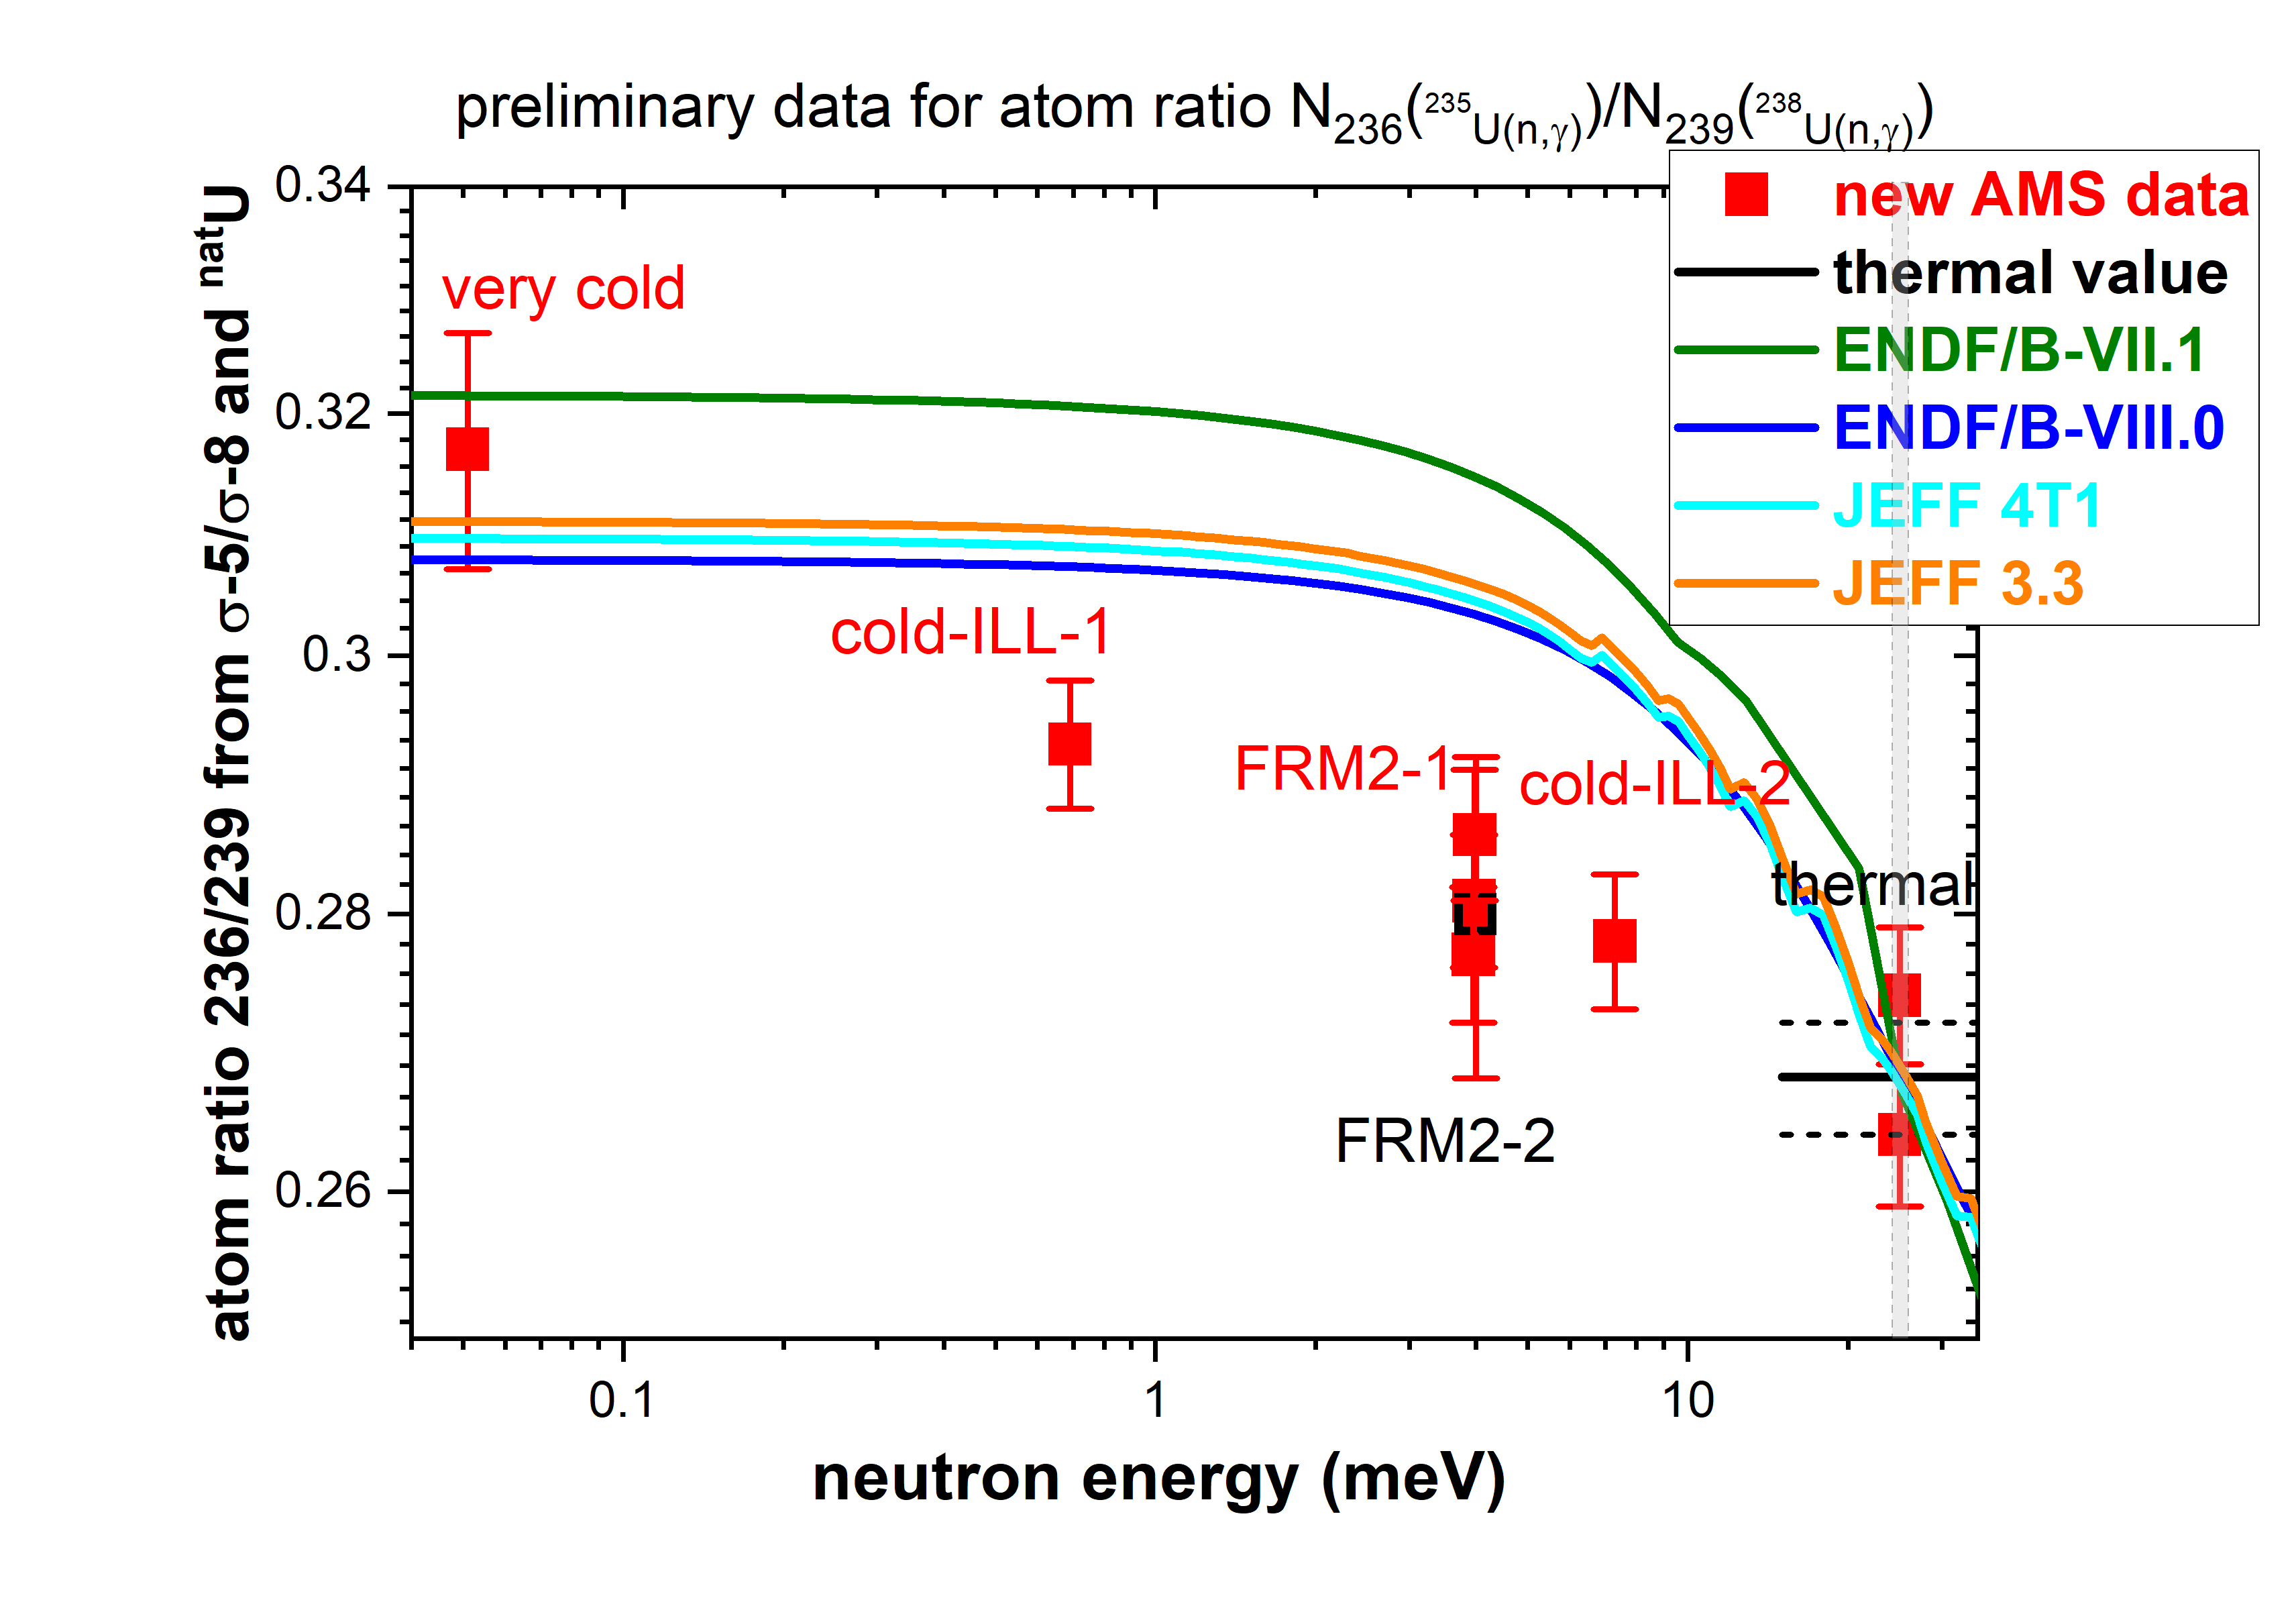 preliminary data for atom ratio N236(235U(n,γ))/N239(238U(n,γ))
new AMS data
thermal value
ENDF/B-VII.1
ENDF/B-VIII.0
JEFF 4T1
JEFF 3.3
atom ratio 236/239 from σ-5/σ-8 and natU
0.34
0.32
0.3
0.28
0.26
very cold
cold-ILL-1
FRM2-1
cold-ILL-2
thermal
FRM2-2
0.1
1
10
neutron energy (meV)